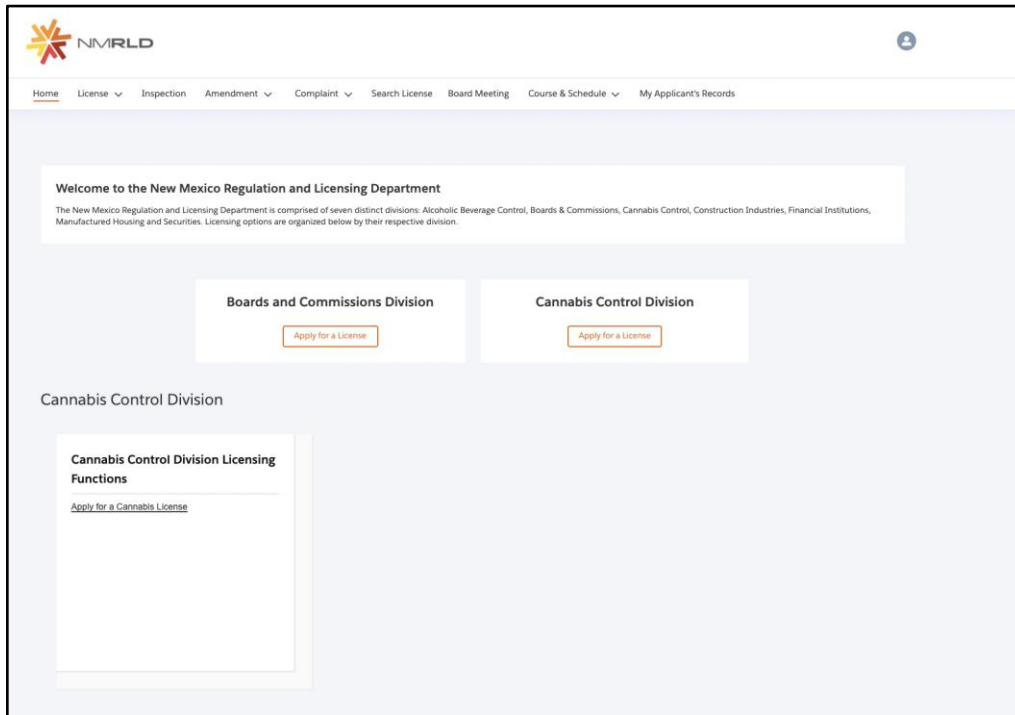 NMRLD
Home License Inspection Amendment Complaint Search License Board Meeting Course & Schedule My Applicant's Records
Welcome to the New Mexico Regulation and Licensing Department
The New Mexico Regulation and Licensing Department is comprised of seven distinct divisions: Alcoholic Beverage Control, Boards & Commissions, Cannabis Control, Construction Industries, Financial Institutions,
Manufactured Housing and Securities. Licensing options are organized below by their respective division.
Boards and Commissions Division
Apply for a License
Cannabis Control Division
Apply for a License
Cannabis Control Division
Cannabis Control Division Licensing
Functions
Apply for a Cannabis License